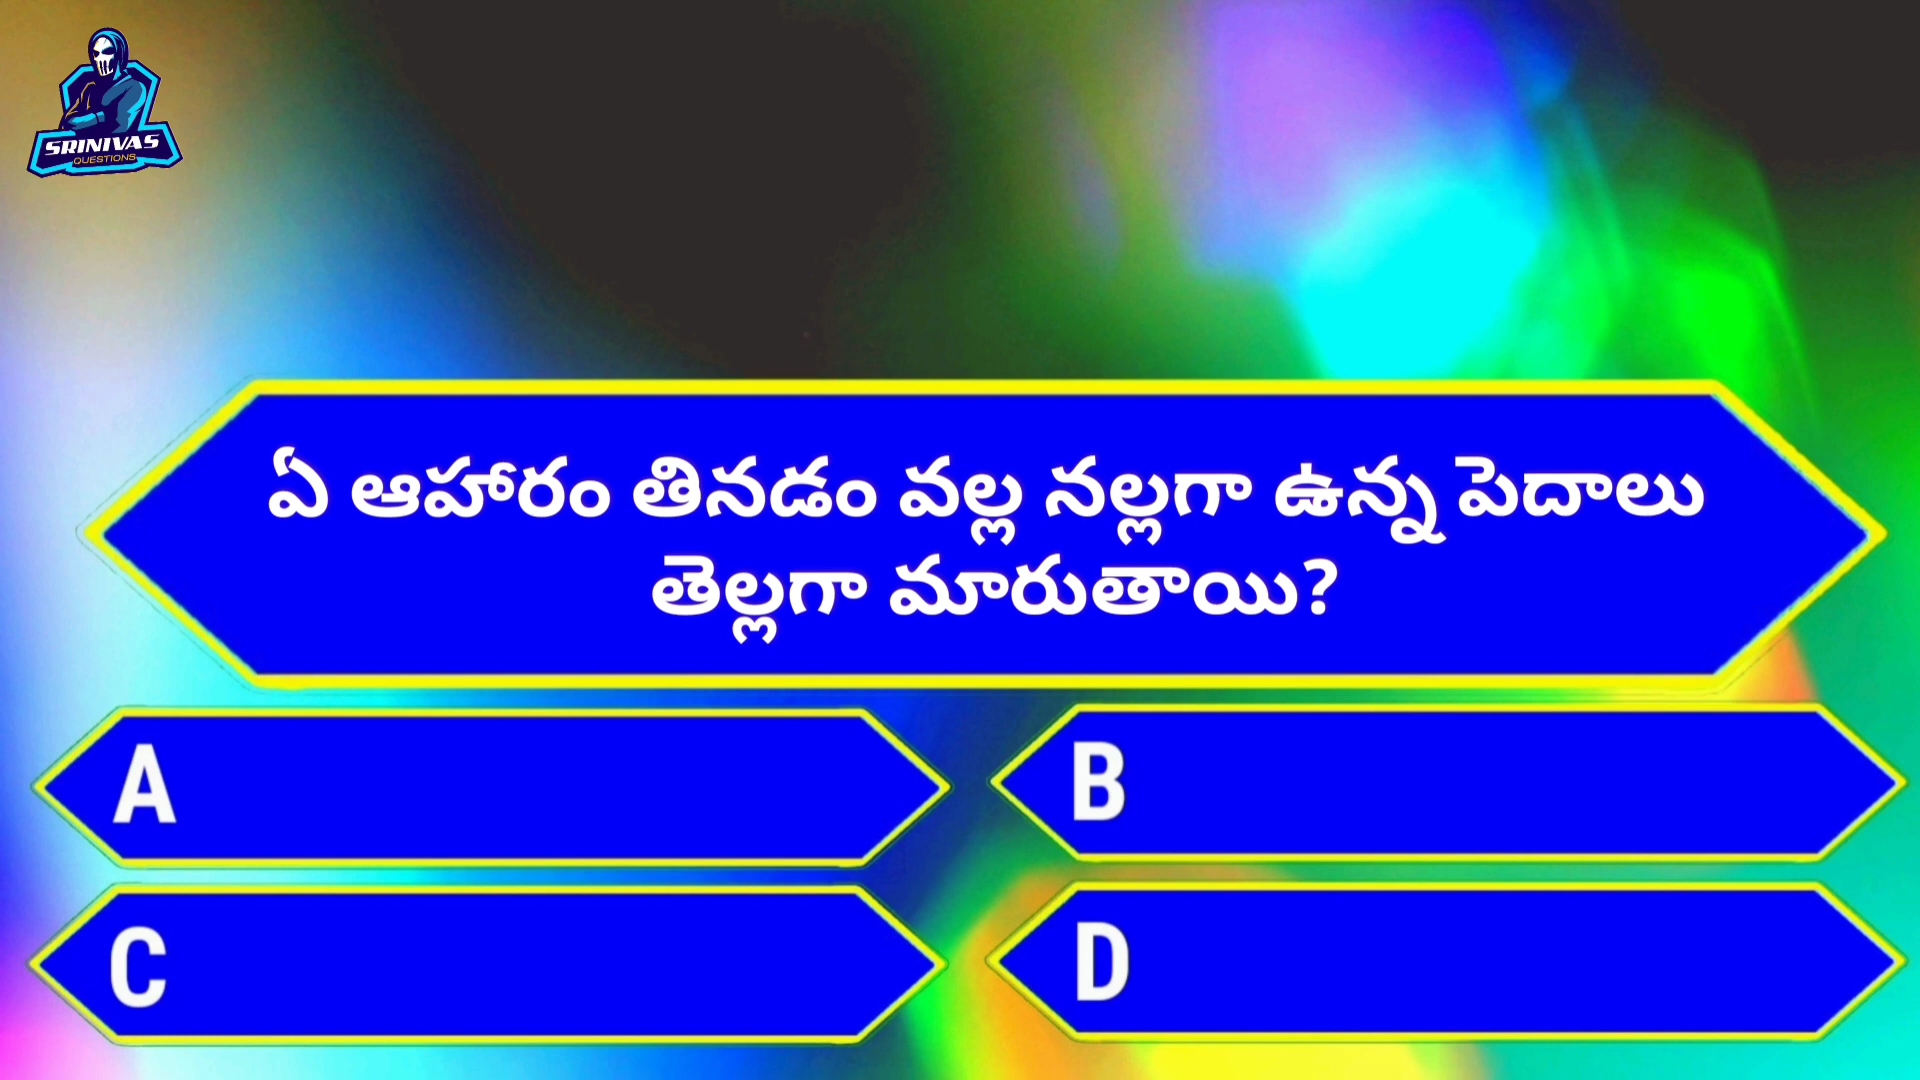 SRINIVAS
QUESTIONS
ఏ ఆహారం తినడం వల్ల నల్లగా ఉన్న పెదాలు
తెల్లగా మారుతాయి?
A
B
C
D